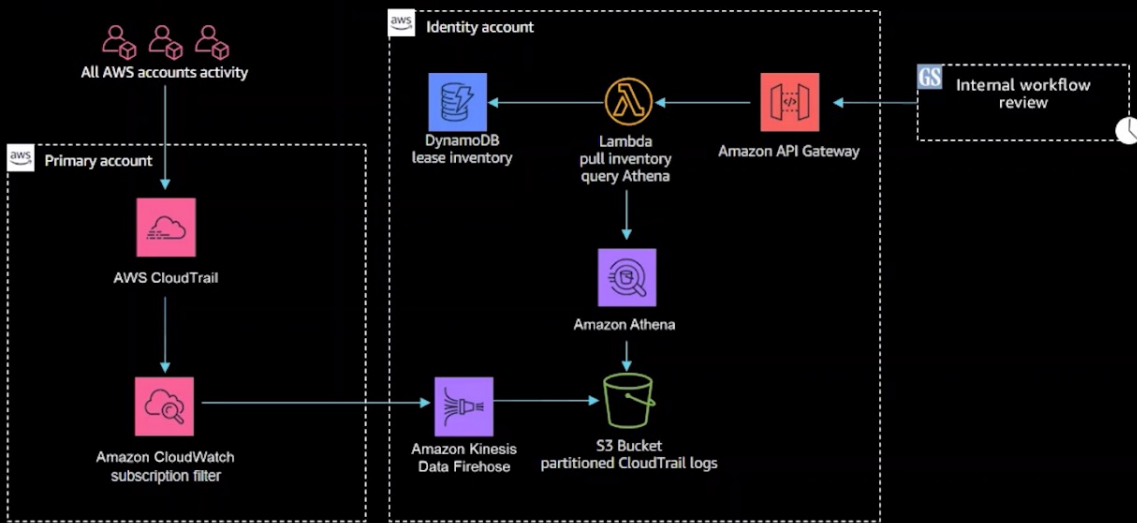 All AWS accounts activity
aws
Primary account
AWS CloudTrail
Amazon CloudWatch
subscription filter
aws
Identity account
DynamoDB
lease inventory
Lambda
pull inventory
query Athena
Amazon API Gateway
GS
Internal workflow
review
Amazon Athena
Amazon Kinesis
Data Firehose
S3 Bucket
partitioned CloudTrail logs